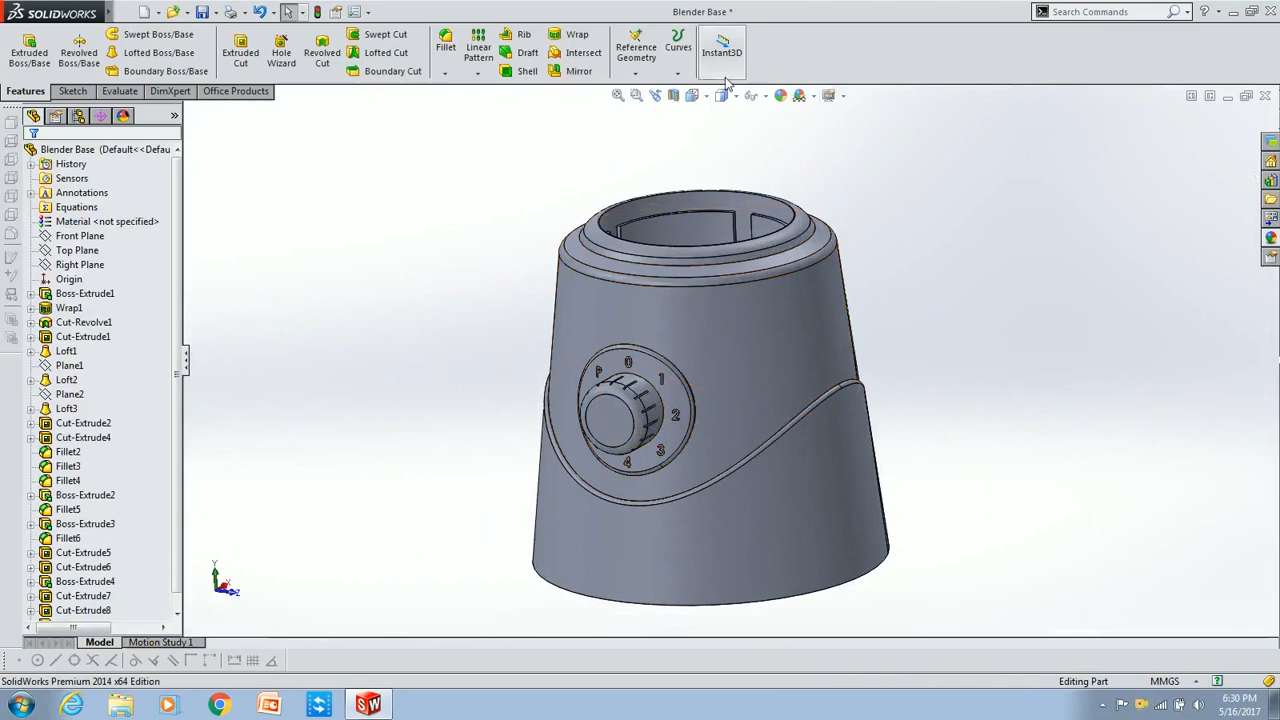 SOLIDWORKS
Blender Base *
Search Commands
Extruded Boss/Base
Revolved Boss/Base
Swept Boss/Base
Lofted Boss/Base
Boundary Boss/Base
Extruded Cut
Hole Wizard
Revolved Cut
Swept Cut
Lofted Cut
Boundary Cut
Fillet
Linear Pattern
Rib
Draft
Shell
Wrap
Intersect
Mirror
Reference Geometry
Curves
Instant3D
Features
Sketch
Evaluate
DimXpert
Office Products
Blender Base (Default<<Defau
History
Sensors
Annotations
Equations
Material <not specified>
Front Plane
Top Plane
Right Plane
Origin
Boss-Extrude1
Wrap1
Cut-Revolve1
Cut-Extrude1
Loft1
Plane1
Loft2
Plane2
Loft3
Cut-Extrude2
Cut-Extrude4
Fillet2
Fillet3
Fillet4
Boss-Extrude2
Fillet5
Boss-Extrude3
Fillet6
Cut-Extrude5
Cut-Extrude6
Boss-Extrude4
Cut-Extrude7
Cut-Extrude8
P 0 1 2 3 4
Y
X
Z
Model
Motion Study 1
SolidWorks Premium 2014 x64 Edition
Editing Part
MMGS
6:30 PM
5/16/2017